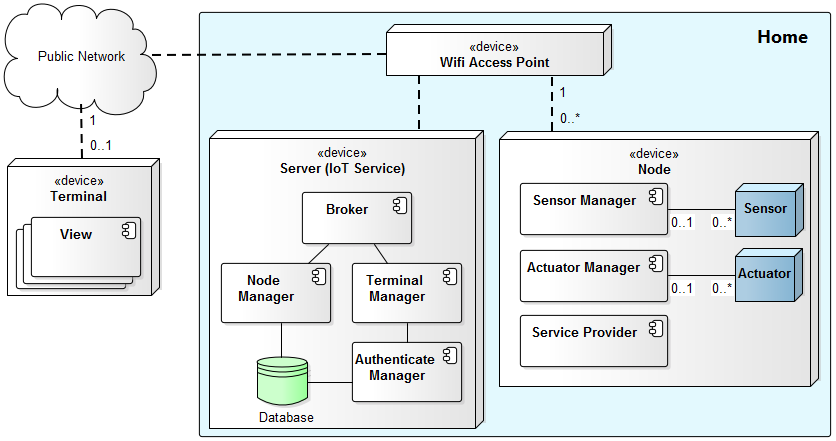 Home
Public Network
«device»
Wifi Access Point
1
0..1
1
0..*
«device»
Terminal
View
«device»
Server (IoT Service)
Broker
Node
Manager
Terminal
Manager
Authenticate
Manager
Database
«device»
Node
Sensor Manager
0..1
0..*
Sensor
Actuator Manager
0..1
0..*
Actuator
Service Provider